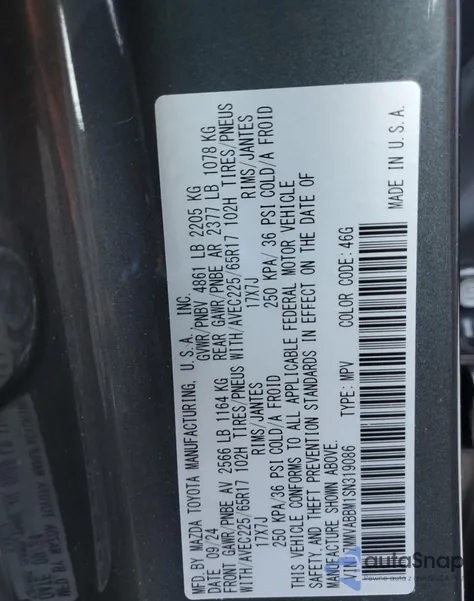 MFD. BY MAZDA TOYOTA MANUFACTURING, U.S.A., INC.
09/24 GVWR/PNBV 4861 LB 2205 KG
FRONT GAWR/PNBE AV 2566 LB 1164 KG REAR GAWR/PNBE AR 2377 LB 1078 KG
WITH/AVEC225/65R17 102H TIRES/PNEUS WITH/AVEC225/65R17 102H TIRES/PNEUS
17X7J RIMS/JANTES 17X7J RIMS/JANTES
250 KPA/36 PSI COLD/A FROID 250 KPA/ 36 PSI COLD/A FROID
THIS VEHICLE CONFORMS TO ALL APPLICABLE FEDERAL MOTOR VEHICLE
SAFETY, AND THEFT PREVENTION STANDARDS IN EFFECT ON THE DATE OF
MANUFACTURE SHOWN ABOVE.
TYPE: MPV COLOR CODE: 46G
MADE IN U.S.A.
autoSnap